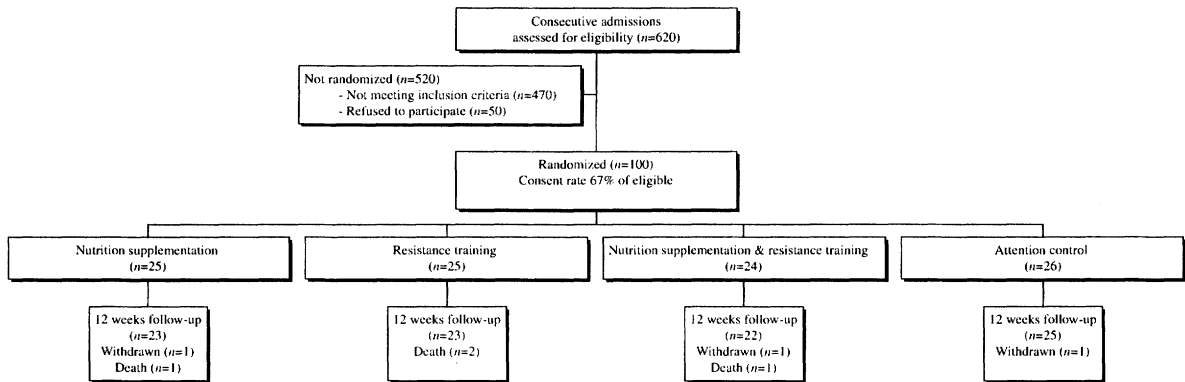 Consecutive admissions
assessed for eligibility (n=620)
Not randomized (n=520)
- Not meeting inclusion criteria (n=470)
- Refused to participate (n=50)
Randomized (n=100)
Consent rate 67% of eligible
Nutrition supplementation
(n=25)
Resistance training
(n=25)
Nutrition supplementation & resistance training
(n=24)
Attention control
(n=26)
12 weeks follow-up
(n=23)
Withdrawn (n=1)
Death (n=1)
12 weeks follow-up
(n=23)
Death (n=2)
12 weeks follow-up
(n=22)
Withdrawn (n=1)
Death (n=1)
12 weeks follow-up
(n=25)
Withdrawn (n=1)